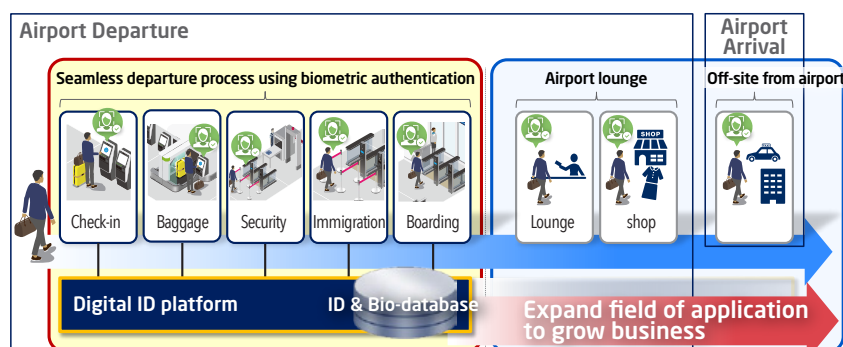 Airport Departure
Airport
Arrival
Seamless departure process using biometric authentication
Airport lounge
Off-site from airport
SHOP
Check-in
Baggage
Security
Immigration
Boarding
Lounge
shop
Digital ID platform
ID & Bio-database
Expand field of application
to grow business